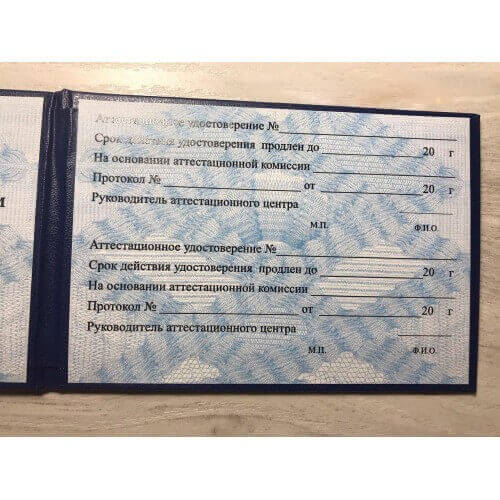 Аттестационное удостоверение №
Срок действия удостоверения продлен до 20 г
На основании аттестационной комиссии
Протокол № от 20 г
Руководитель аттестационного центра
М.П. Ф.И.О.
Аттестационное удостоверение №
Срок действия удостоверения продлен до 20 г
На основании аттестационной комиссии
Протокол № от 20 г
Руководитель аттестационного центра
М.П. Ф.И.О.